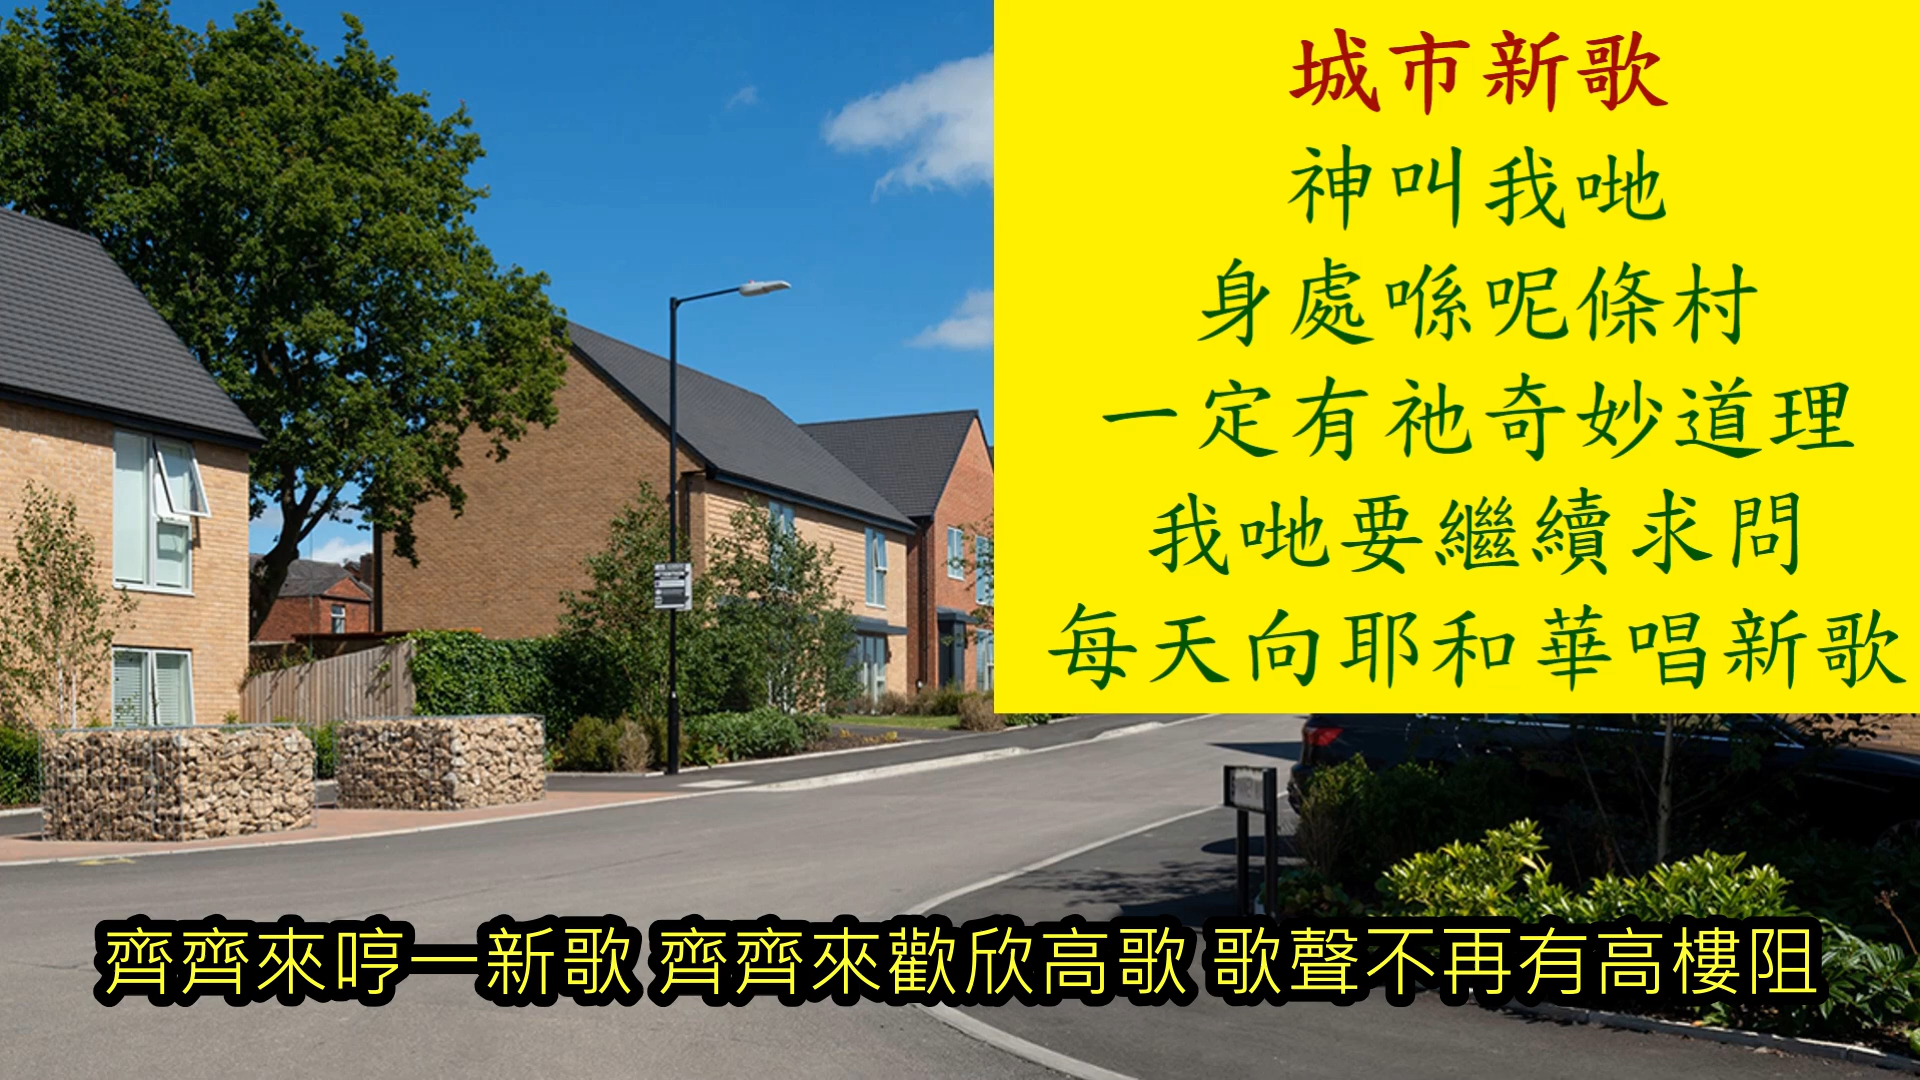 城市新歌
神叫我哋
身處喺呢條村
一定有祂奇妙道理
我哋要繼續求問
每天向耶和華唱新歌
齊齊來哼一新歌 齊齊來歡欣高歌 歌聲不再有高樓阻